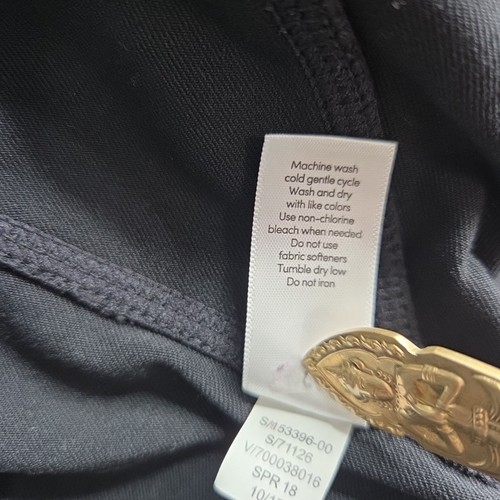 Machine wash
cold gentle cycle
Wash and dry
with like colors
Use non-chlorine
bleach when needed
Do not use
fabric softeners
Tumble dry low
Do not iron
S/I 53396-00
S/71126
V/700038016
SPR 18